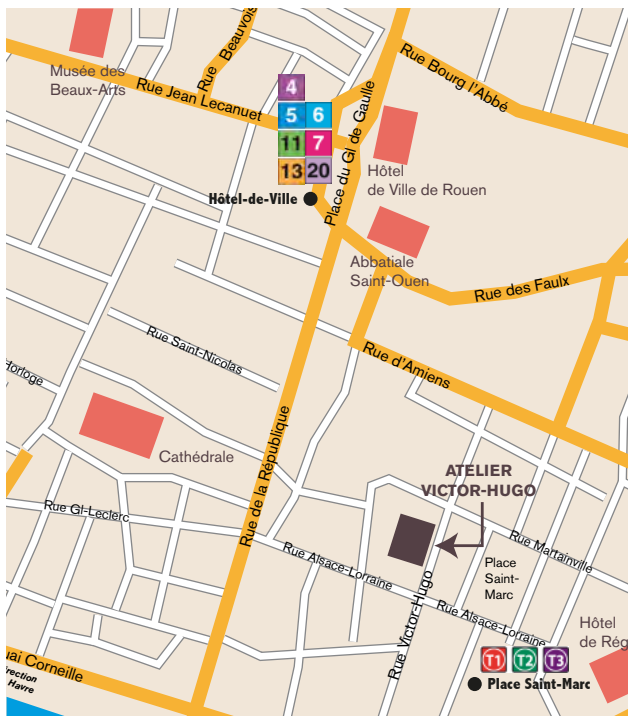 Musée des
Beaux-Arts
Rue Beauvois
Rue Jean Lecanuet
Rue Bourg l'Abbé
4
5 6
11 7
13 20
Hôtel-de-Ville
Place du Gl de Gaulle
Hôtel
de Ville de Rouen
Abbatiale
Saint-Ouen
Rue des Faulx
Rue Saint-Nicolas
Rue d'Amiens
Horloge
Cathédrale
Rue de la République
ATELIER
VICTOR-HUGO
Rue Gl-Leclerc
Rue Alsace-Lorraine
Rue Martainville
Place
Saint-
Marc
Rue Victor-Hugo
Rue Alsace-Lorraine
Hôtel
de Rég
T1 T2 T3
Place Saint-Marc
uai Corneille
direction
Havre